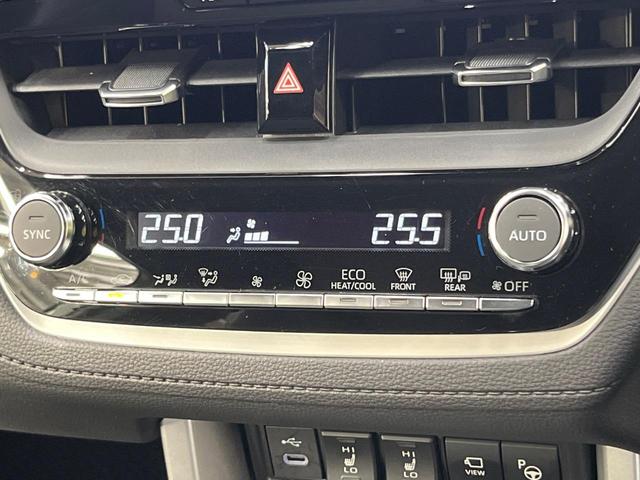 25.0 25.5
SYNC
AUTO
A/C
ECO
HEAT/COOL
FRONT
REAR
OFF
HI
LO
HI
LO
VIEW
P